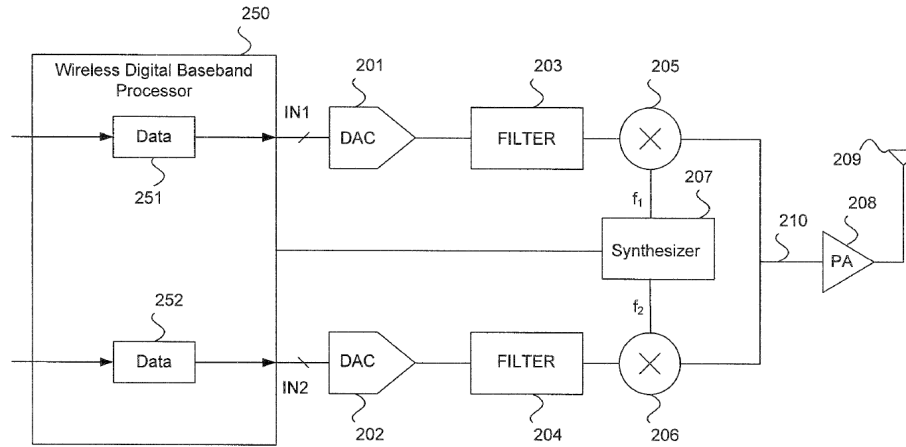 250
Wireless Digital Baseband
Processor
Data
251
IN1
201
DAC
203
FILTER
205
f1
207
Synthesizer
209
208
210
PA
252
Data
f2
IN2
DAC
202
FILTER
204
206